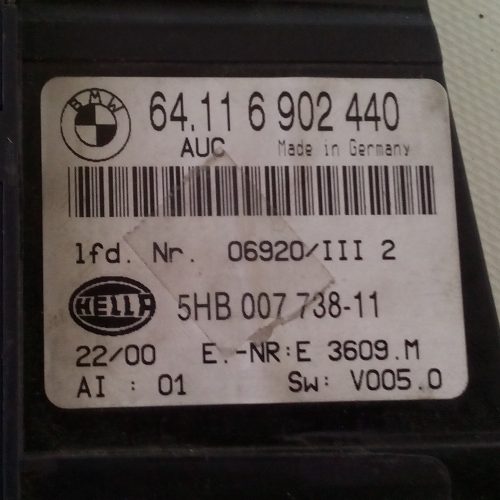 BMW 64.11 6 902 440
AUC Made in Germany
lfd. Nr. 06920/III 2
HELLA 5HB 007 738-11
22/00 E.-NR:E 3609.M
AI : 01 Sw: V005.0